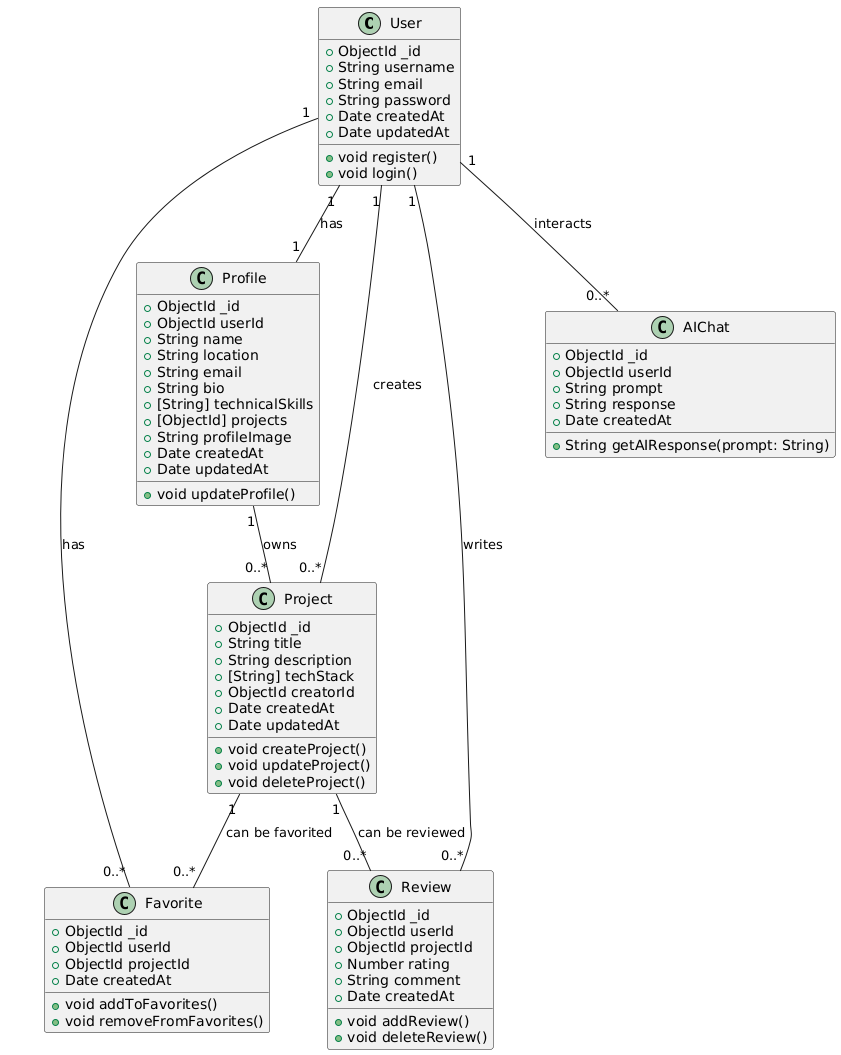 C User
ObjectId _id
String username
String email
String password
Date createdAt
Date updatedAt
void register()
void login()
1
1
1
1
1
has
1
interacts
0..*
C Profile
ObjectId _id
ObjectId userId
String name
String location
String email
String bio
[String] technicalSkills
[ObjectId] projects
String profileImage
Date createdAt
Date updatedAt
void updateProfile()
C AIChat
ObjectId _id
ObjectId userId
String prompt
String response
Date createdAt
String getAIResponse(prompt: String)
creates
1
has
owns
writes
0..*
0..*
C Project
ObjectId _id
String title
String description
[String] techStack
ObjectId creatorId
Date createdAt
Date updatedAt
void createProject()
void updateProject()
void deleteProject()
1
1
can be favorited
can be reviewed
0..*
0..*
0..*
0..*
C Favorite
ObjectId _id
ObjectId userId
ObjectId projectId
Date createdAt
void addToFavorites()
void removeFromFavorites()
C Review
ObjectId _id
ObjectId userId
ObjectId projectId
Number rating
String comment
Date createdAt
void addReview()
void deleteReview()